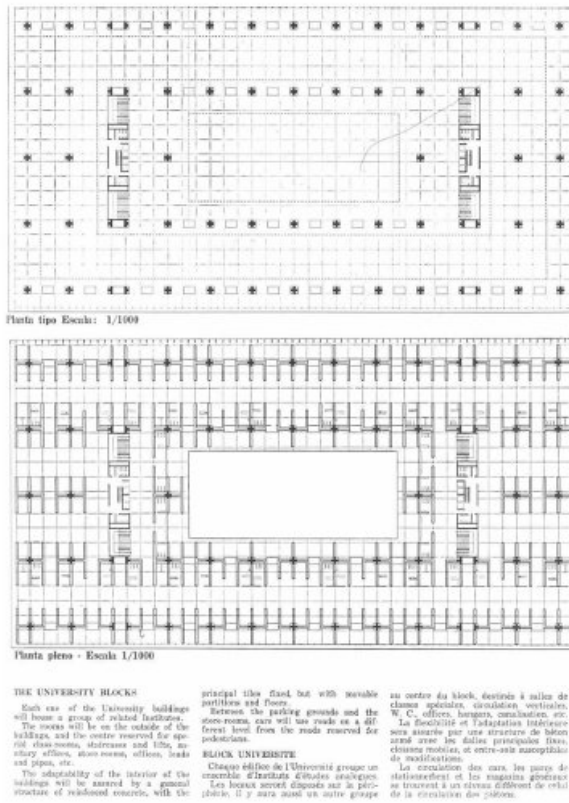 Planta tipo Escala: 1/1000
Planta pleno - Escala 1/1000
THE UNIVERSITY BLOCKS
Each one of the University buildings
will house a group of related Institutes.
The rooms will be on the outside of the
buildings, and the centre reserved for spe-
cial class-rooms, staircases and lifts, sa-
nitary offices, store-rooms, offices, leads
and pipes, etc.
The adaptability of the interior of the
buildings will be assured by a general
structure of reinforced concrete, with the
principal tiles fixed, but with movable
partitions and floors.
Between the parking grounds and the
store-rooms, cars will use roads on a dif-
ferent level from the roads reserved for
pedestrians.
BLOCK UNIVERSITE
Chaque édifice de l'Université groupe un
ensemble d'Instituts d'études analogues.
Les locaux seront disposés sur la péri-
phérie, il y aura aussi un autre groupe
au centre du block, destinés à salles de
classes spéciales, circulation verticales,
W. C., offices, hangars, canalisation, etc.
La flexibilité et l'adaptation intérieure
sera assurée par une structure de béton
armé avec les dalles principales fixes,
closons mobiles, et entre-sols susceptibles
de modifications.
La circulation des cars, les parcs de
stationnement et les magasins généraux
se trouvent à un niveau différent de celui
de la circulation des piétons.